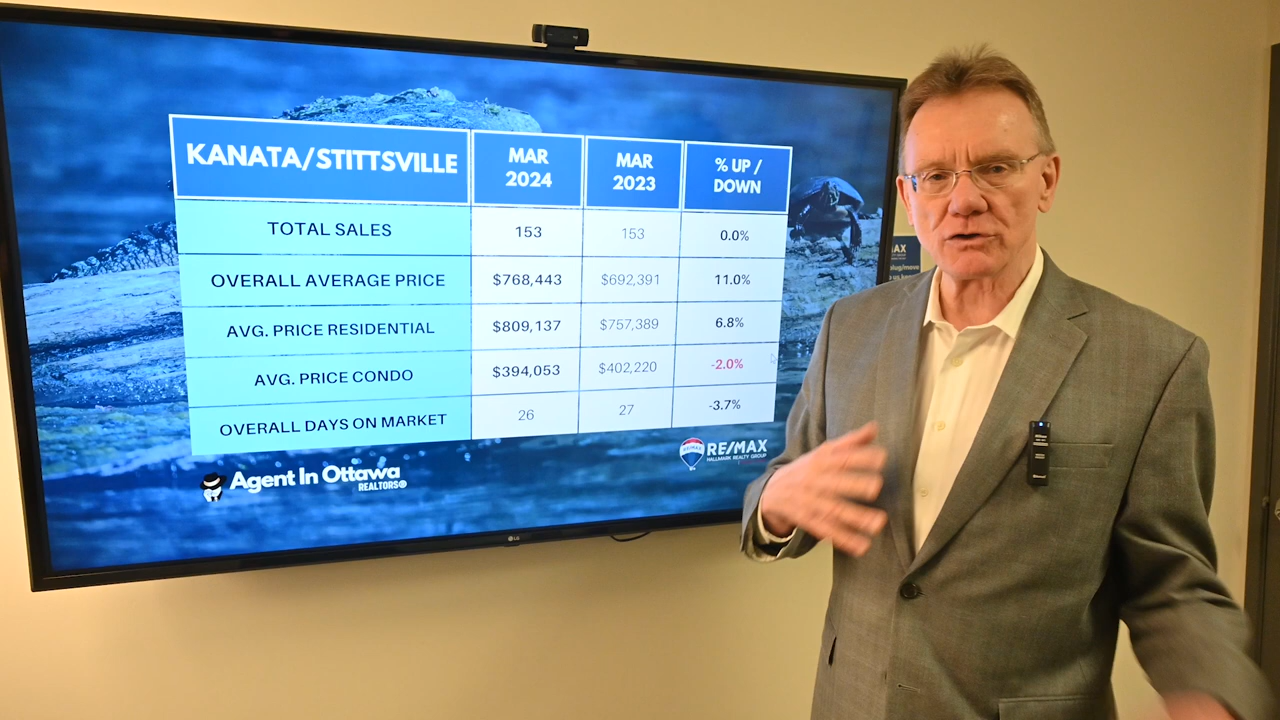 KANATA/STITTSVILLE
MAR
2024
MAR
2023
% UP /
DOWN
TOTAL SALES
153
153
0.0%
OVERALL AVERAGE PRICE
$768,443
$692,391
11.0%
AVG. PRICE RESIDENTIAL
$809,137
$757,389
6.8%
AVG. PRICE CONDO
$394,053
$402,220
-2.0%
OVERALL DAYS ON MARKET
26
27
-3.7%
Agent In Ottawa
REALTORS®
RE/MAX
HALLMARK REALTY GROUP
LG